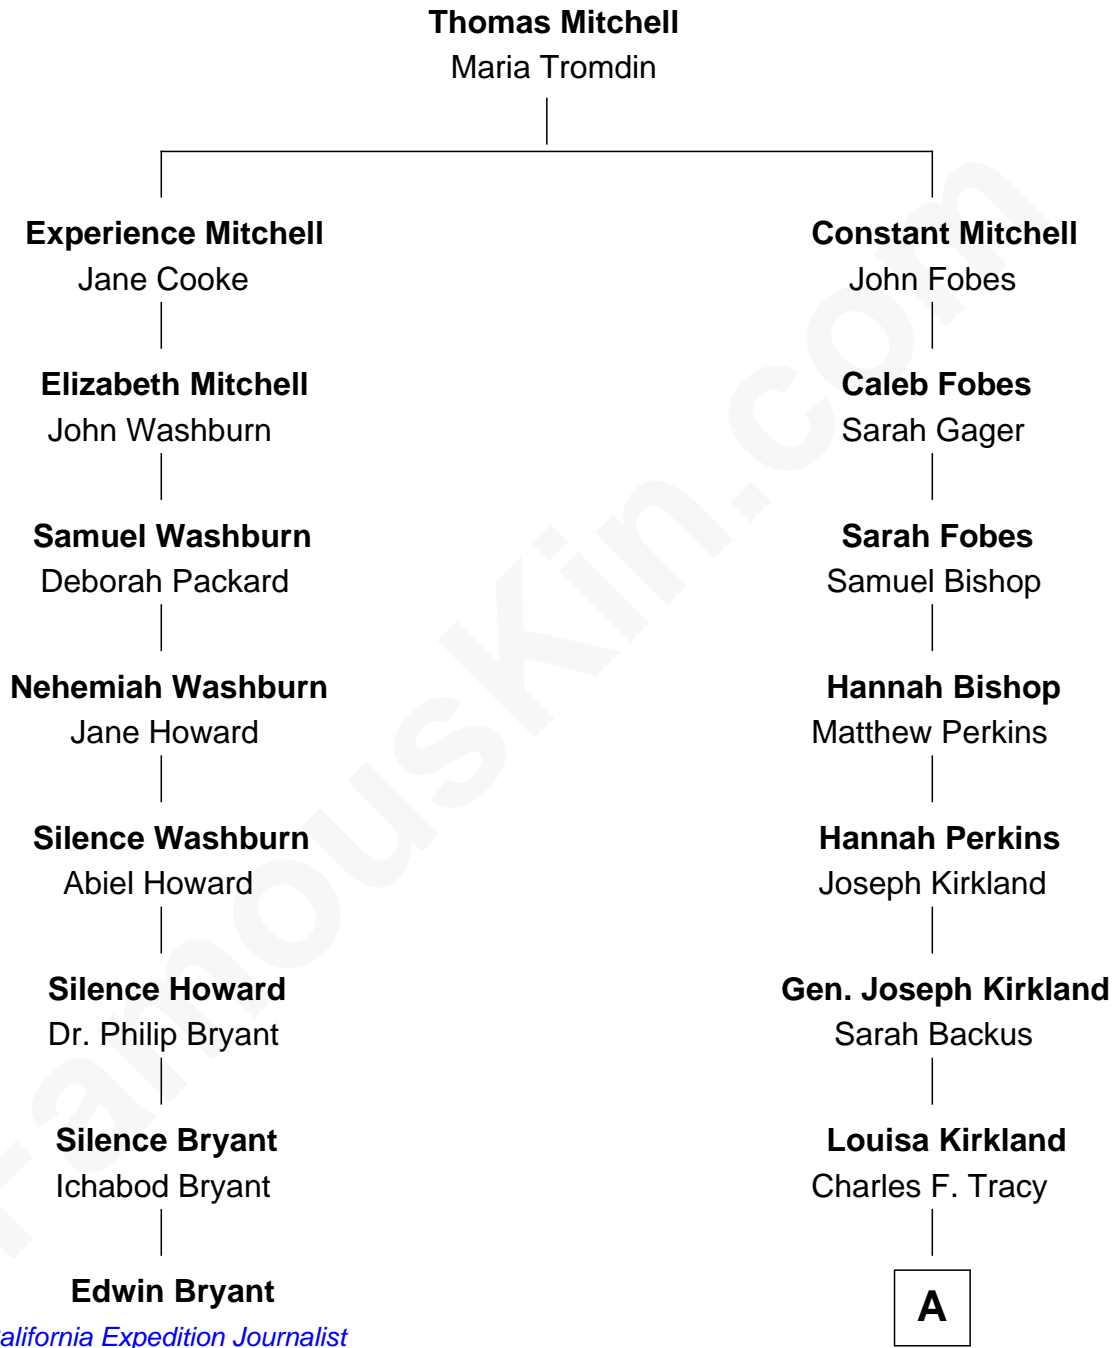 Thomas Mitchell
Maria Tromdin
Experience Mitchell
Constant Mitchell
Jane Cooke
John Fobes
Elizabeth Mitchell
Caleb Fobes
John Washburn
Sarah Gager
Samuel Washburn
Sarah Fobes
Deborah Packard
Samuel Bishop
Nehemiah Washburn
Hannah Bishop
Jane Howard
Matthew Perkins
Silence Washburn
Hannah Perkins
Abiel Howard
Joseph Kirkland
Silence Howard
Gen. Joseph Kirkland
Dr. Philip Bryant
Sarah Backus
Silence Bryant
Louisa Kirkland
Ichabod Bryant
Charles F. Tracy
Edwin Bryant
A
alifornia Expedition Journalist
FamousKin.com